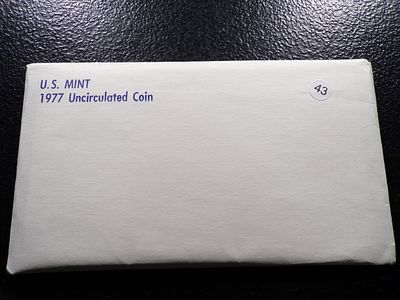 U.S. MINT
1977 Uncirculated Coin
43